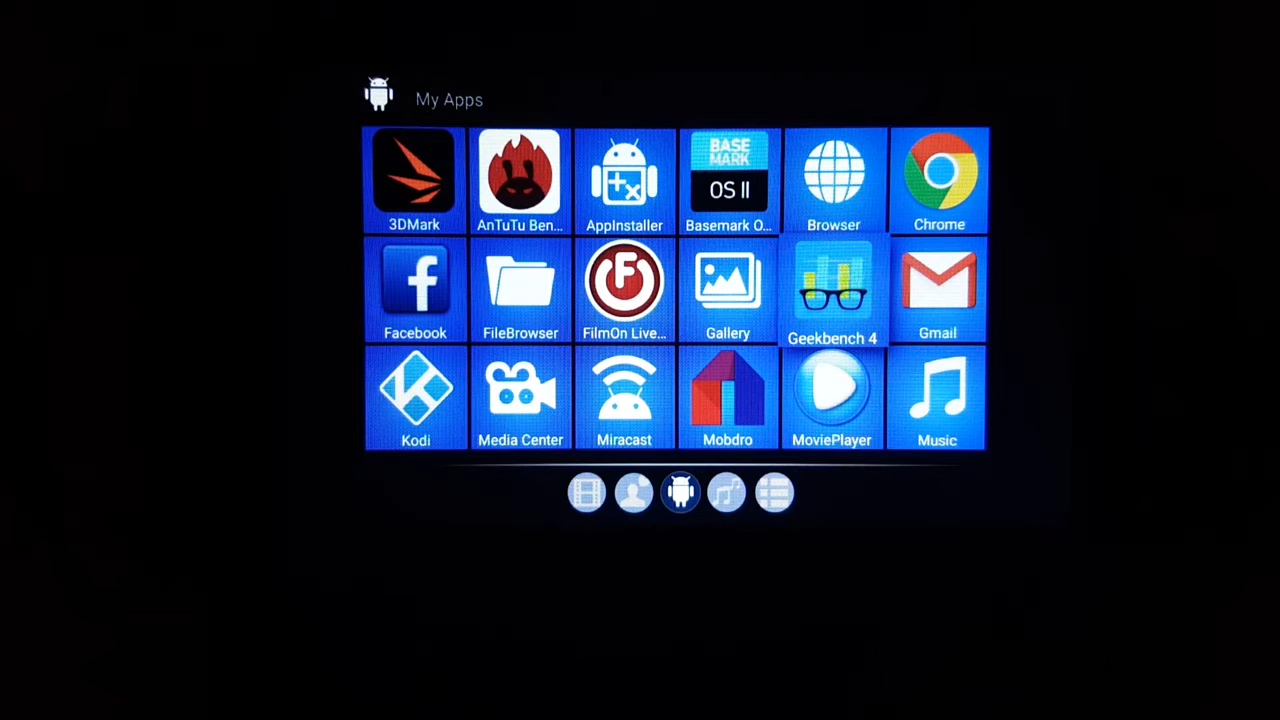 My Apps
3DMark
AnTuTu Ben...
AppInstaller
BASE
MARK
OS II
Basemark O...
Browser
Chrome
f
Facebook
FileBrowser
F
FilmOn Live...
Gallery
Geekbench 4
Gmail
Kodi
Media Center
Miracast
Mobdro
MoviePlayer
Music